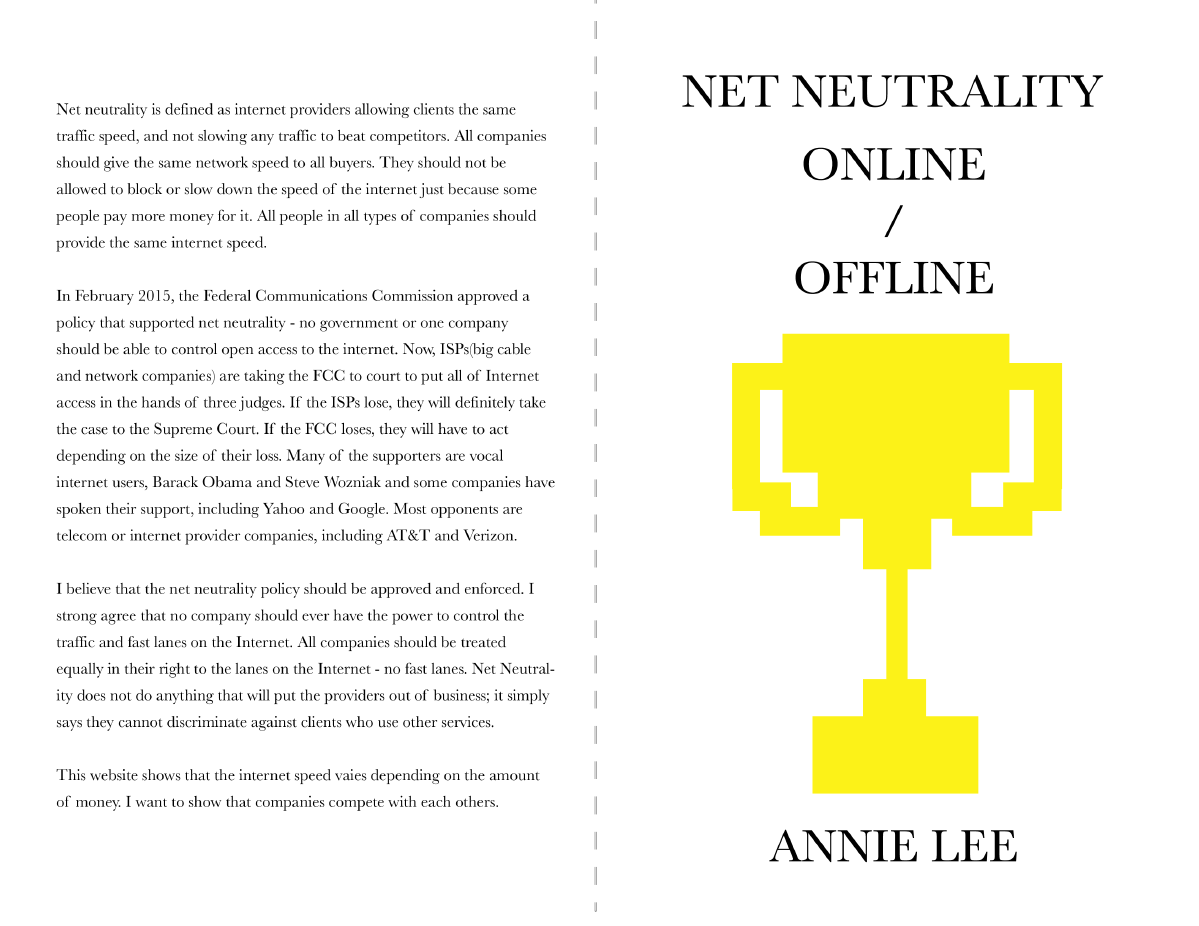 Net neutrality is defined as internet providers allowing clients the same
traffic speed, and not slowing any traffic to beat competitors. All companies
should give the same network speed to all buyers. They should not be
allowed to block or slow down the speed of the internet just because some
people pay more money for it. All people in all types of companies should
provide the same internet speed.
In February 2015, the Federal Communications Commission approved a
policy that supported net neutrality - no government or one company
should be able to control open access to the internet. Now, ISPs(big cable
and network companies) are taking the FCC to court to put all of Internet
access in the hands of three judges. If the ISPs lose, they will definitely take
the case to the Supreme Court. If the FCC loses, they will have to act
depending on the size of their loss. Many of the supporters are vocal
internet users, Barack Obama and Steve Wozniak and some companies have
spoken their support, including Yahoo and Google. Most opponents are
telecom or internet provider companies, including AT&T and Verizon.
I believe that the net neutrality policy should be approved and enforced. I
strong agree that no company should ever have the power to control the
traffic and fast lanes on the Internet. All companies should be treated
equally in their right to the lanes on the Internet - no fast lanes. Net Neutral-
ity does not do anything that will put the providers out of business; it simply
says they cannot discriminate against clients who use other services.
This website shows that the internet speed vaies depending on the amount
of money. I want to show that companies compete with each others.
NET NEUTRALITY
ONLINE
/
OFFLINE
ANNIE LEE